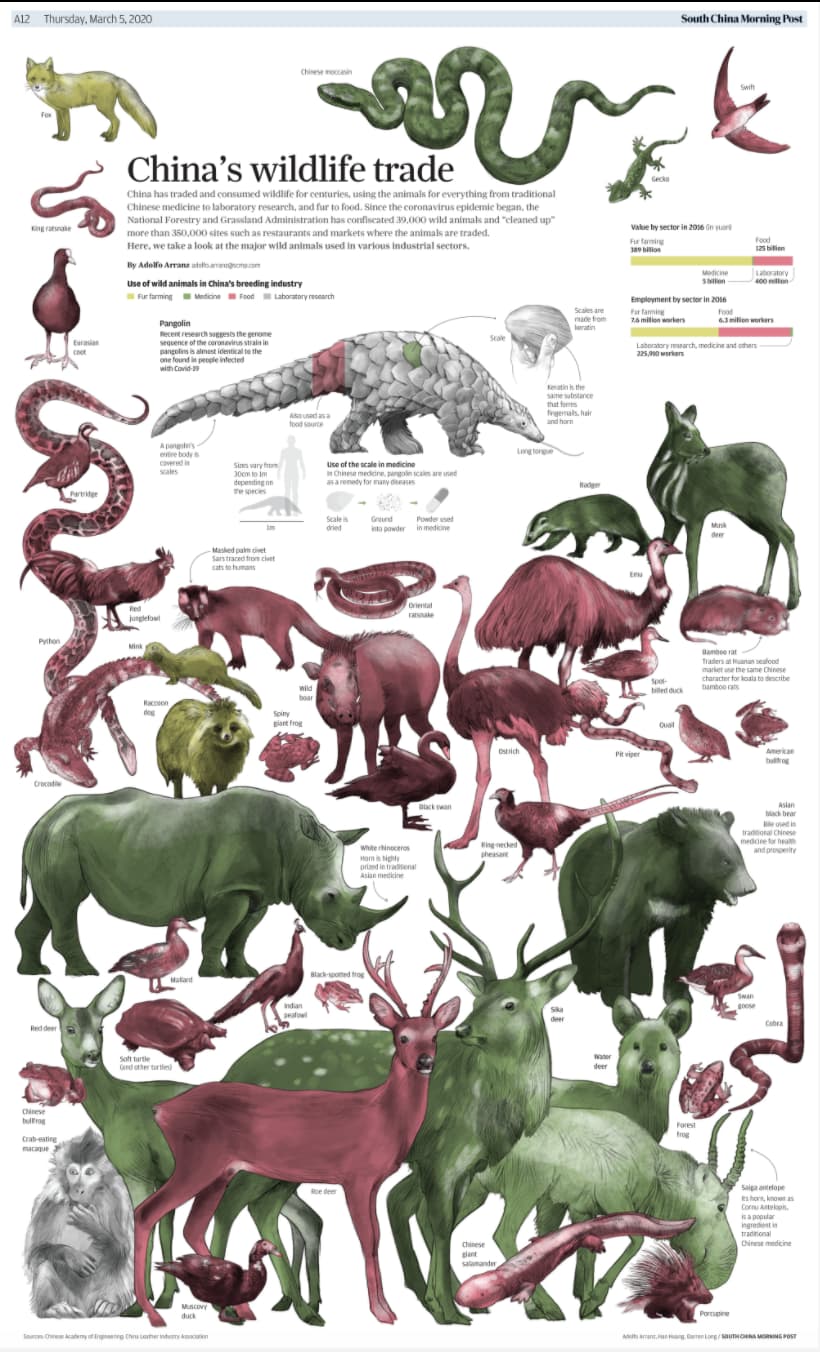 A12 Thursday, March 5, 2020
South China Morning Post
Fox
Chinese moccasin
Swift
Gecko
King ratsnake
China's wildlife trade
China has traded and consumed wildlife for centuries, using the animals for everything from traditional
Chinese medicine to laboratory research, and fur to food. Since the coronavirus epidemic began, the
National Forestry and Grassland Administration has confiscated 39,000 wild animals and "cleaned up"
more than 350,000 sites such as restaurants and markets where the animals are traded.
Here, we take a look at the major wild animals used in various industrial sectors.
By Adolfo Arranz adolfo.arranz@scmp.com
Use of wild animals in China's breeding industry
Fur farming Medicine Food Laboratory research
Value by sector in 2016 (in yuan)
Fur farming
389 billion
Food
125 billion
Medicine
5 billion
Laboratory
400 million
Employment by sector in 2016
Fur farming
7.6 million workers
Food
6.3 million workers
Laboratory research, medicine and others
225,910 workers
Eurasian
coot
Pangolin
Recent research suggests the genome
sequence of the coronavirus strain in
pangolins is almost identical to the
one found in people infected
with Covid-19
Scale
Scales are
made from
keratin
Keratin is the
same substance
that forms
fingernails, hair
and horn
Also used as a
food source
Long tongue
A pangolin's
entire body is
covered in
scales
Sizes vary from
30cm to 1m
depending on
the species
1m
Use of the scale in medicine
In Chinese medicine, pangolin scales are used
as a remedy for many diseases
Scale is
dried
Ground
into powder
Powder used
in medicine
Partridge
Badger
Musk
deer
Masked palm civet
Sars traced from civet
cats to humans
Emu
Red
junglefowl
Oriental
ratsnake
Python
Mink
Bamboo rat
Traders at Huanan seafood
market use the same Chinese
character for koala to describe
bamboo rats
Spot-
billed duck
Wild
boar
Raccoon
dog
Spiny
giant frog
Quail
Ostrich
Pit viper
American
bullfrog
Crocodile
Black swan
Asian
black bear
Bile used in
traditional Chinese
medicine for health
and prosperity
White rhinoceros
Horn is highly
prized in traditional
Asian medicine
Ring-necked
pheasant
Mallard
Black-spotted frog
Indian
peafowl
Swan
goose
Sika
deer
Cobra
Red deer
Soft turtle
(and other turtles)
Water
deer
Chinese
bullfrog
Forest
frog
Crab-eating
macaque
Roe deer
Saiga antelope
Its horn, known as
Cornu Antelopis,
is a popular
ingredient in
traditional
Chinese medicine
Chinese
giant
salamander
Muscovy
duck
Porcupine
Sources: Chinese Academy of Engineering, China Leather Industry Association
Adolfo Arranz, Han Huang, Darren Long / SOUTH CHINA MORNING POST